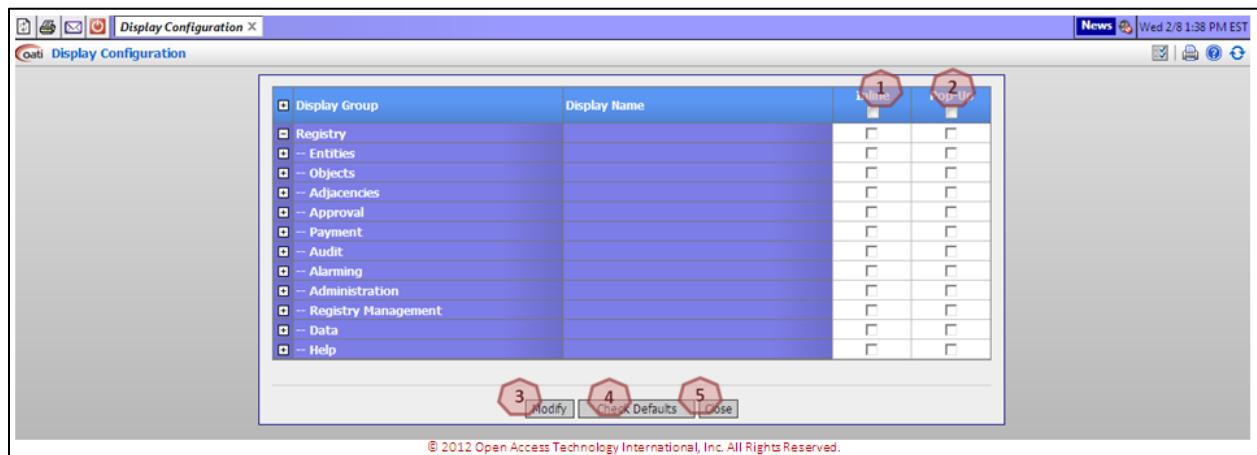 Display Configuration X
News Wed 2/8 1:38 PM EST
oati Display Configuration
1 2
Display Group Display Name Inline Pop-Up
Registry
-- Entities
-- Objects
-- Adjacencies
-- Approval
-- Payment
-- Audit
-- Alarming
-- Administration
-- Registry Management
-- Data
-- Help
3 4 5
Modify Check Defaults Close
© 2012 Open Access Technology International, Inc. All Rights Reserved.